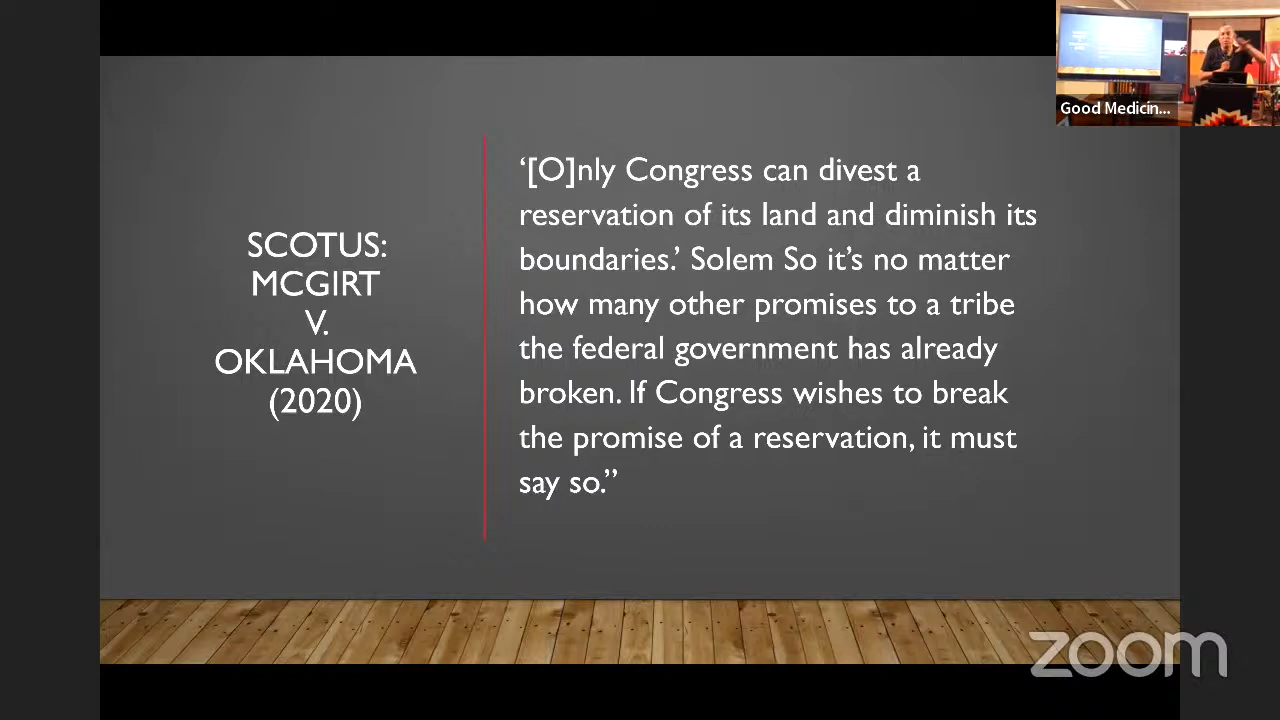 Good Medicin...
SCOTUS:
MCGIRT
V.
OKLAHOMA
(2020)
‘[O]nly Congress can divest a
reservation of its land and diminish its
boundaries.’ Solem So it’s no matter
how many other promises to a tribe
the federal government has already
broken. If Congress wishes to break
the promise of a reservation, it must
say so.”
zoom